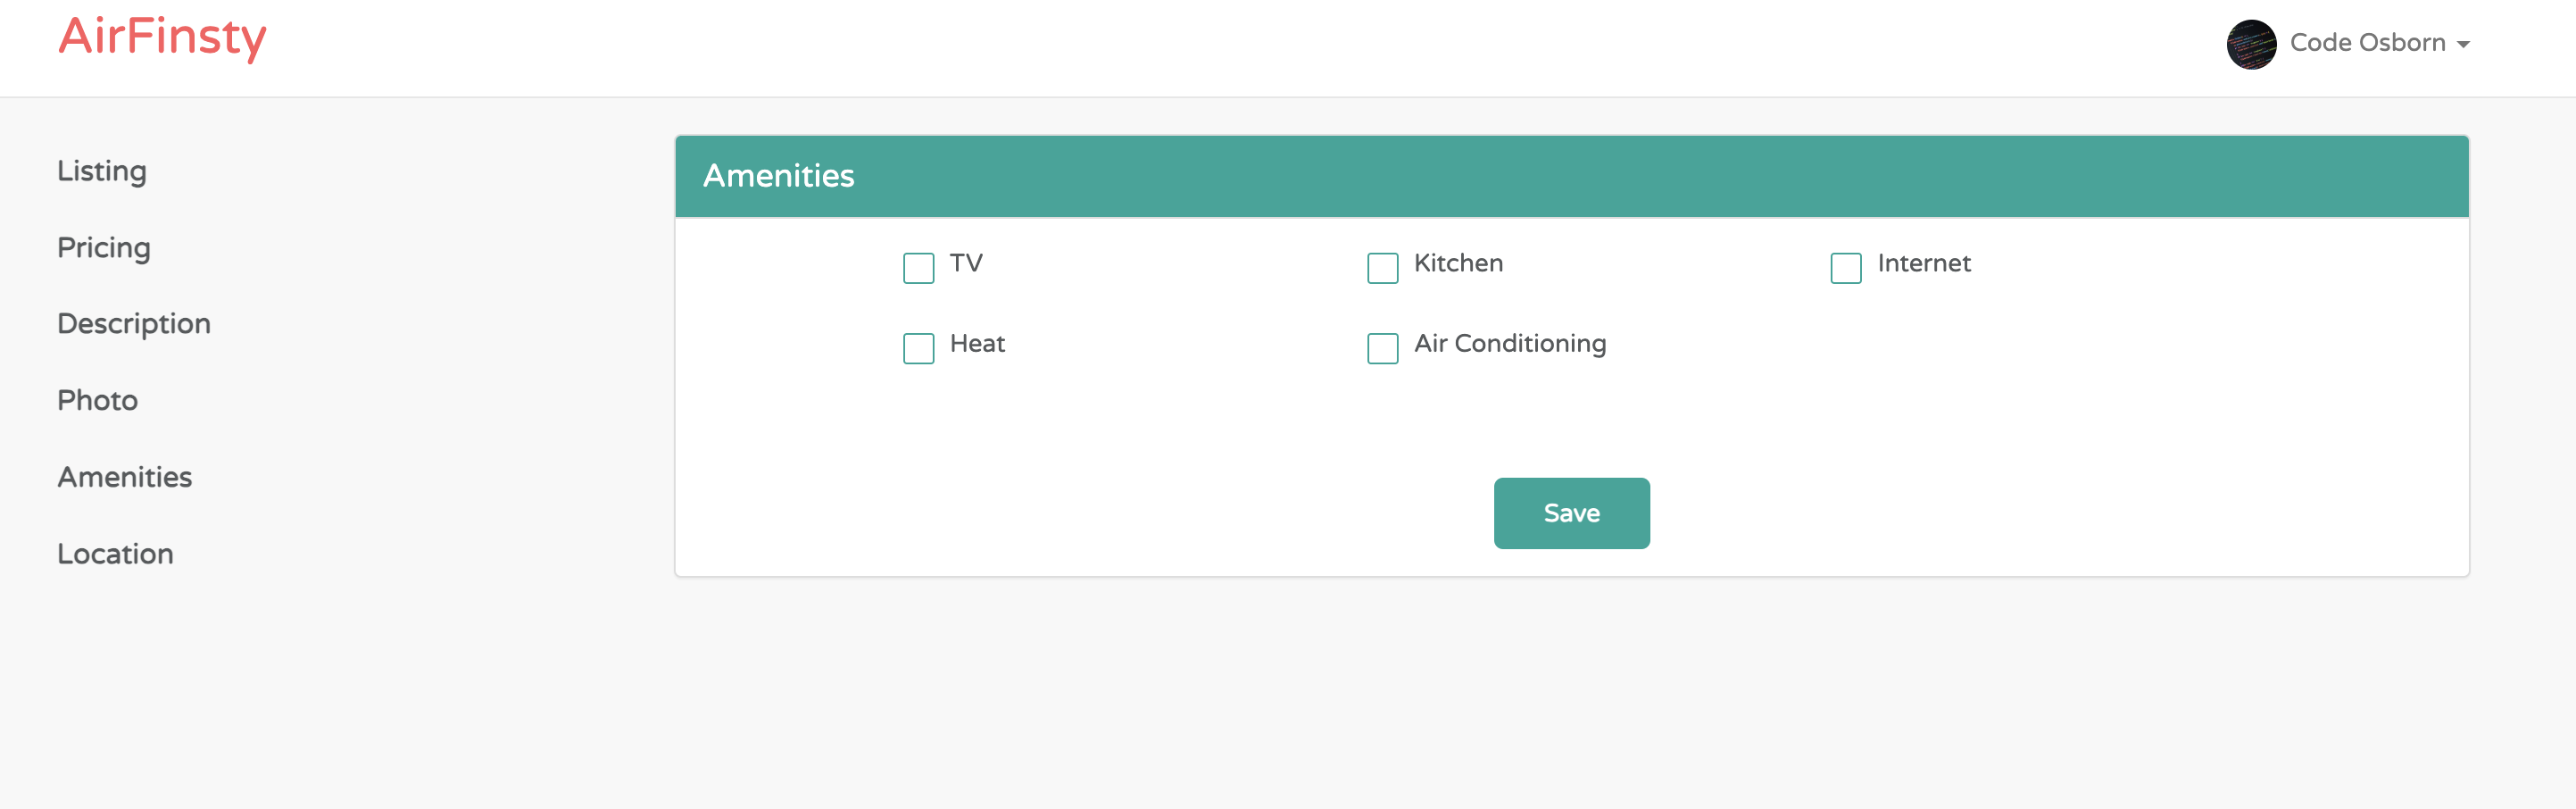 AirFinsty
Code Osborn
Listing
Pricing
Description
Photo
Amenities
Location
Amenities
TV
Kitchen
Internet
Heat
Air Conditioning
Save